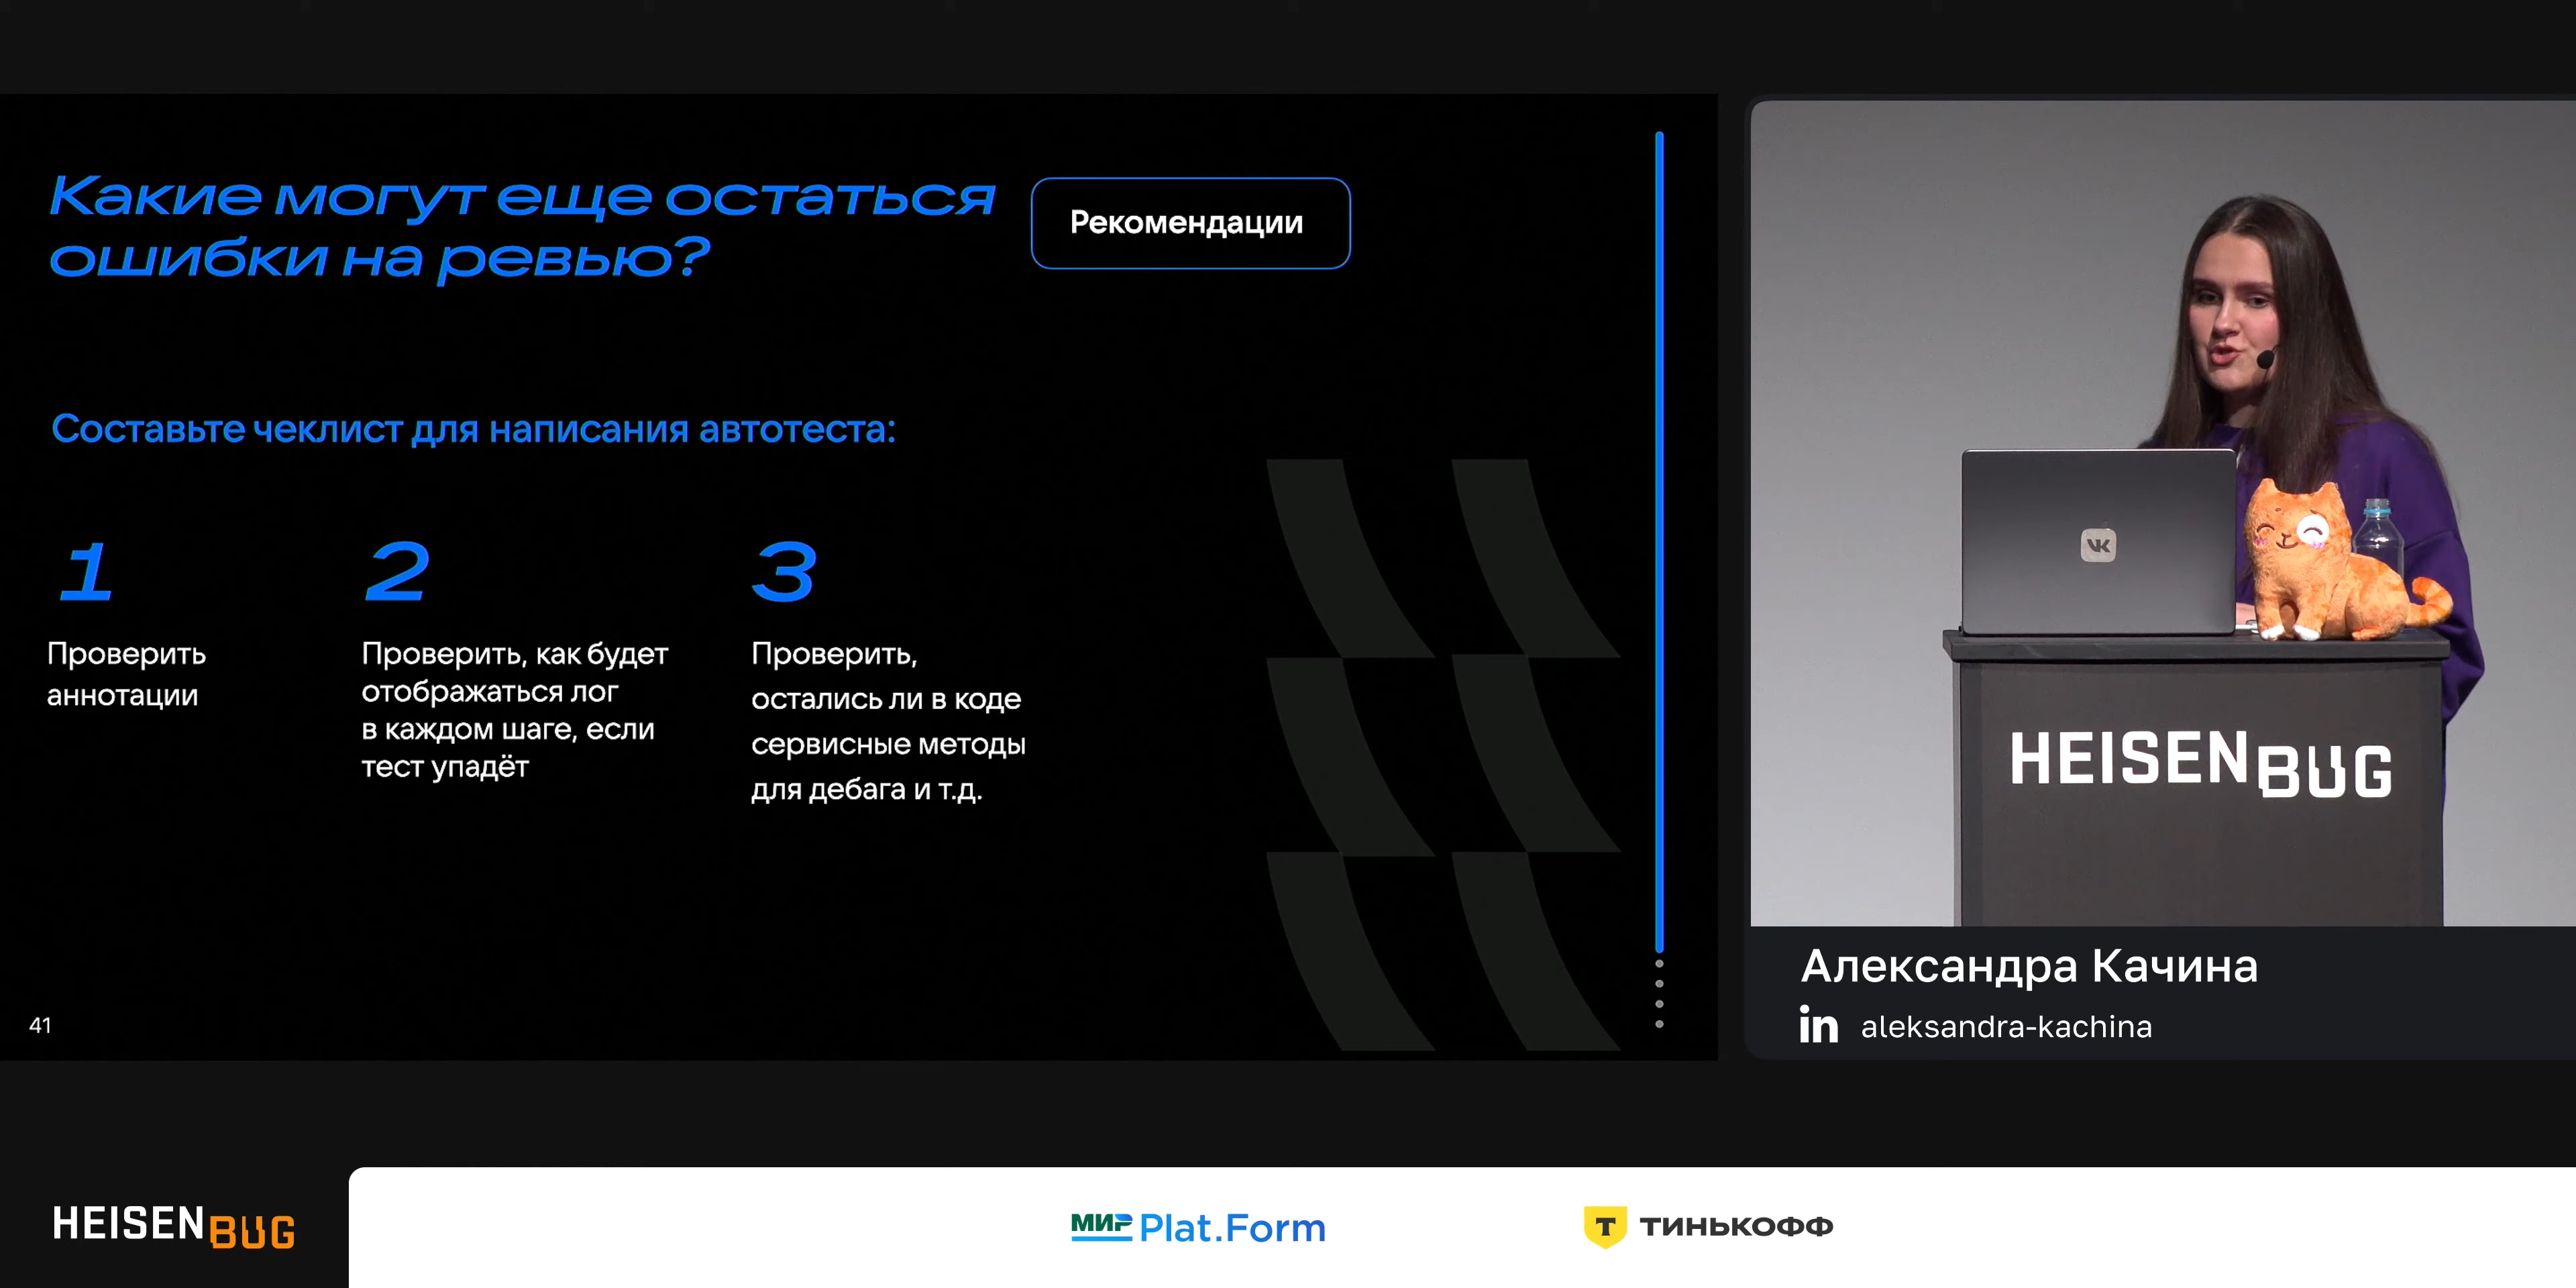 Какие могут еще остаться
ошибки на ревью?
Рекомендации
Составьте чеклист для написания автотеста:
1
Проверить
аннотации
2
Проверить, как будет
отображаться лог
в каждом шаге, если
тест упадёт
3
Проверить,
остались ли в коде
сервисные методы
для дебага и т.д.
41
VK
HEISENBUG
Александра Качина
in aleksandra-kachina
HEISENBUG
МИР Plat.Form
Т ТИНЬКОФФ